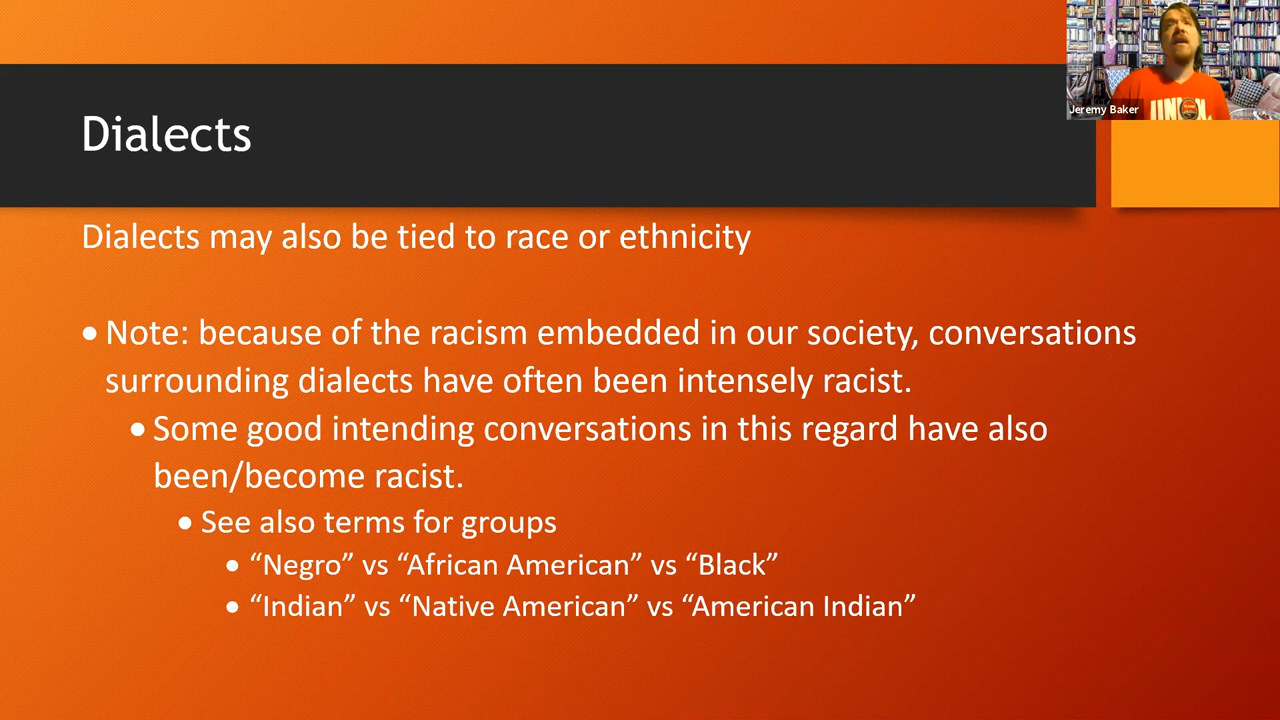 Jeremy Baker
Dialects
Dialects may also be tied to race or ethnicity
• Note: because of the racism embedded in our society, conversations
surrounding dialects have often been intensely racist.
• Some good intending conversations in this regard have also
been/become racist.
• See also terms for groups
• “Negro” vs “African American” vs “Black”
• “Indian” vs “Native American” vs “American Indian”